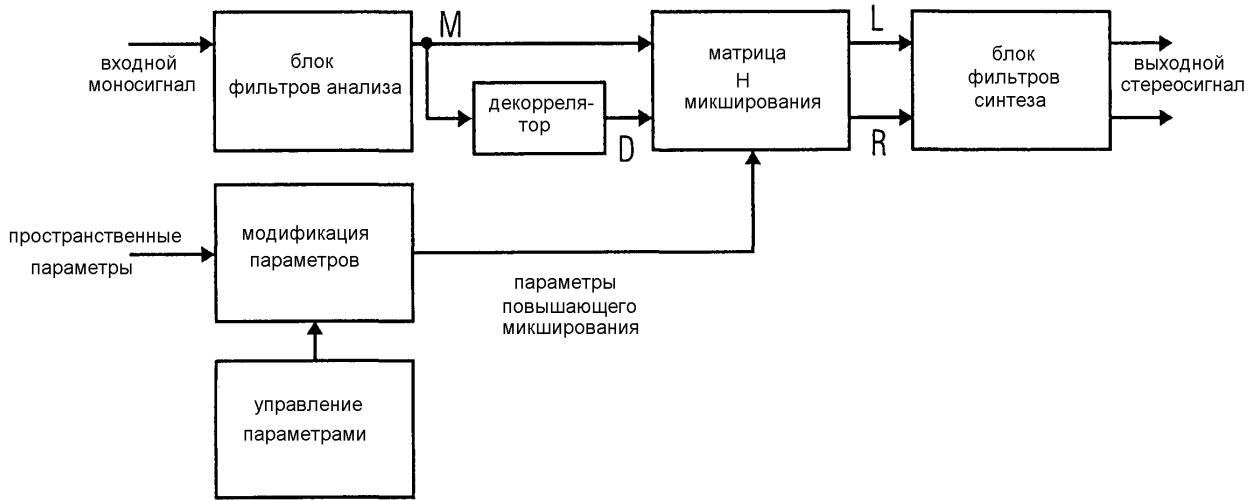 входной
моносигнал
блок
фильтров анализа
M
декорреля-
тор
D
матрица
H
микширования
L
R
блок
фильтров
синтеза
выходной
стереосигнал
пространственные
параметры
модификация
параметров
параметры
повышающего
микширования
управление
параметрами